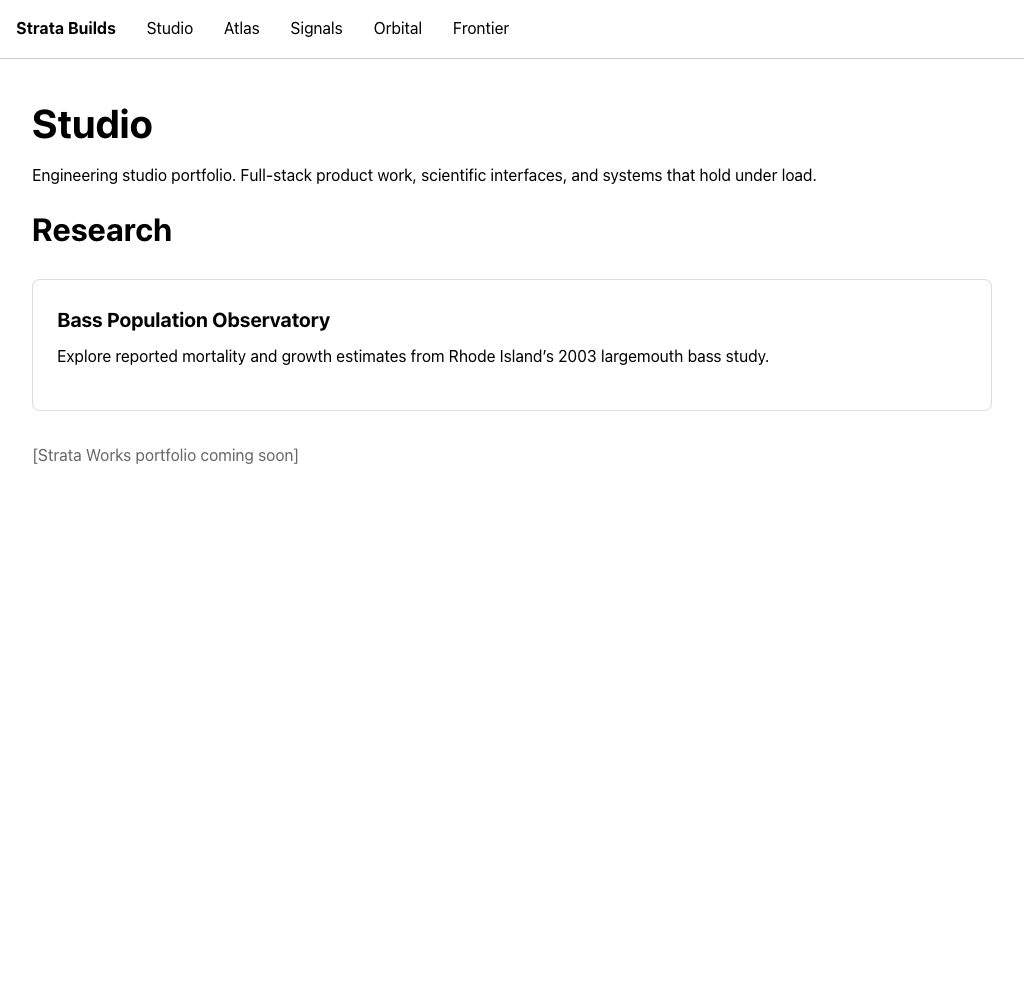 Strata Builds Studio Atlas Signals Orbital Frontier
Studio
Engineering studio portfolio. Full-stack product work, scientific interfaces, and systems that hold under load.
Research
Bass Population Observatory
Explore reported mortality and growth estimates from Rhode Island’s 2003 largemouth bass study.
[Strata Works portfolio coming soon]